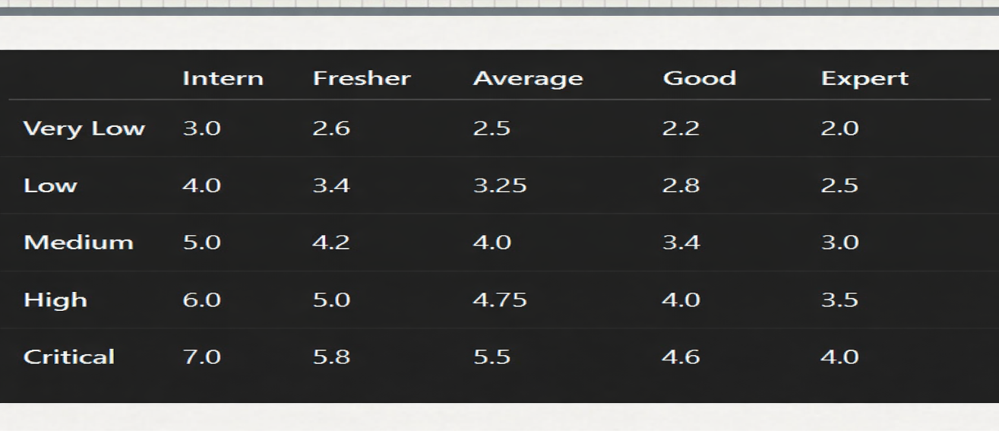 Intern Fresher Average Good Expert
Very Low 3.0 2.6 2.5 2.2 2.0
Low 4.0 3.4 3.25 2.8 2.5
Medium 5.0 4.2 4.0 3.4 3.0
High 6.0 5.0 4.75 4.0 3.5
Critical 7.0 5.8 5.5 4.6 4.0